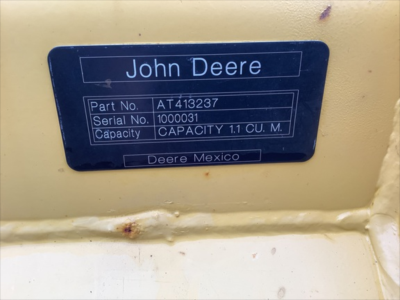 John Deere
Part No. AT413237
Serial No. 1000031
Capacity CAPACITY 1.1 CU. M.
Deere Mexico